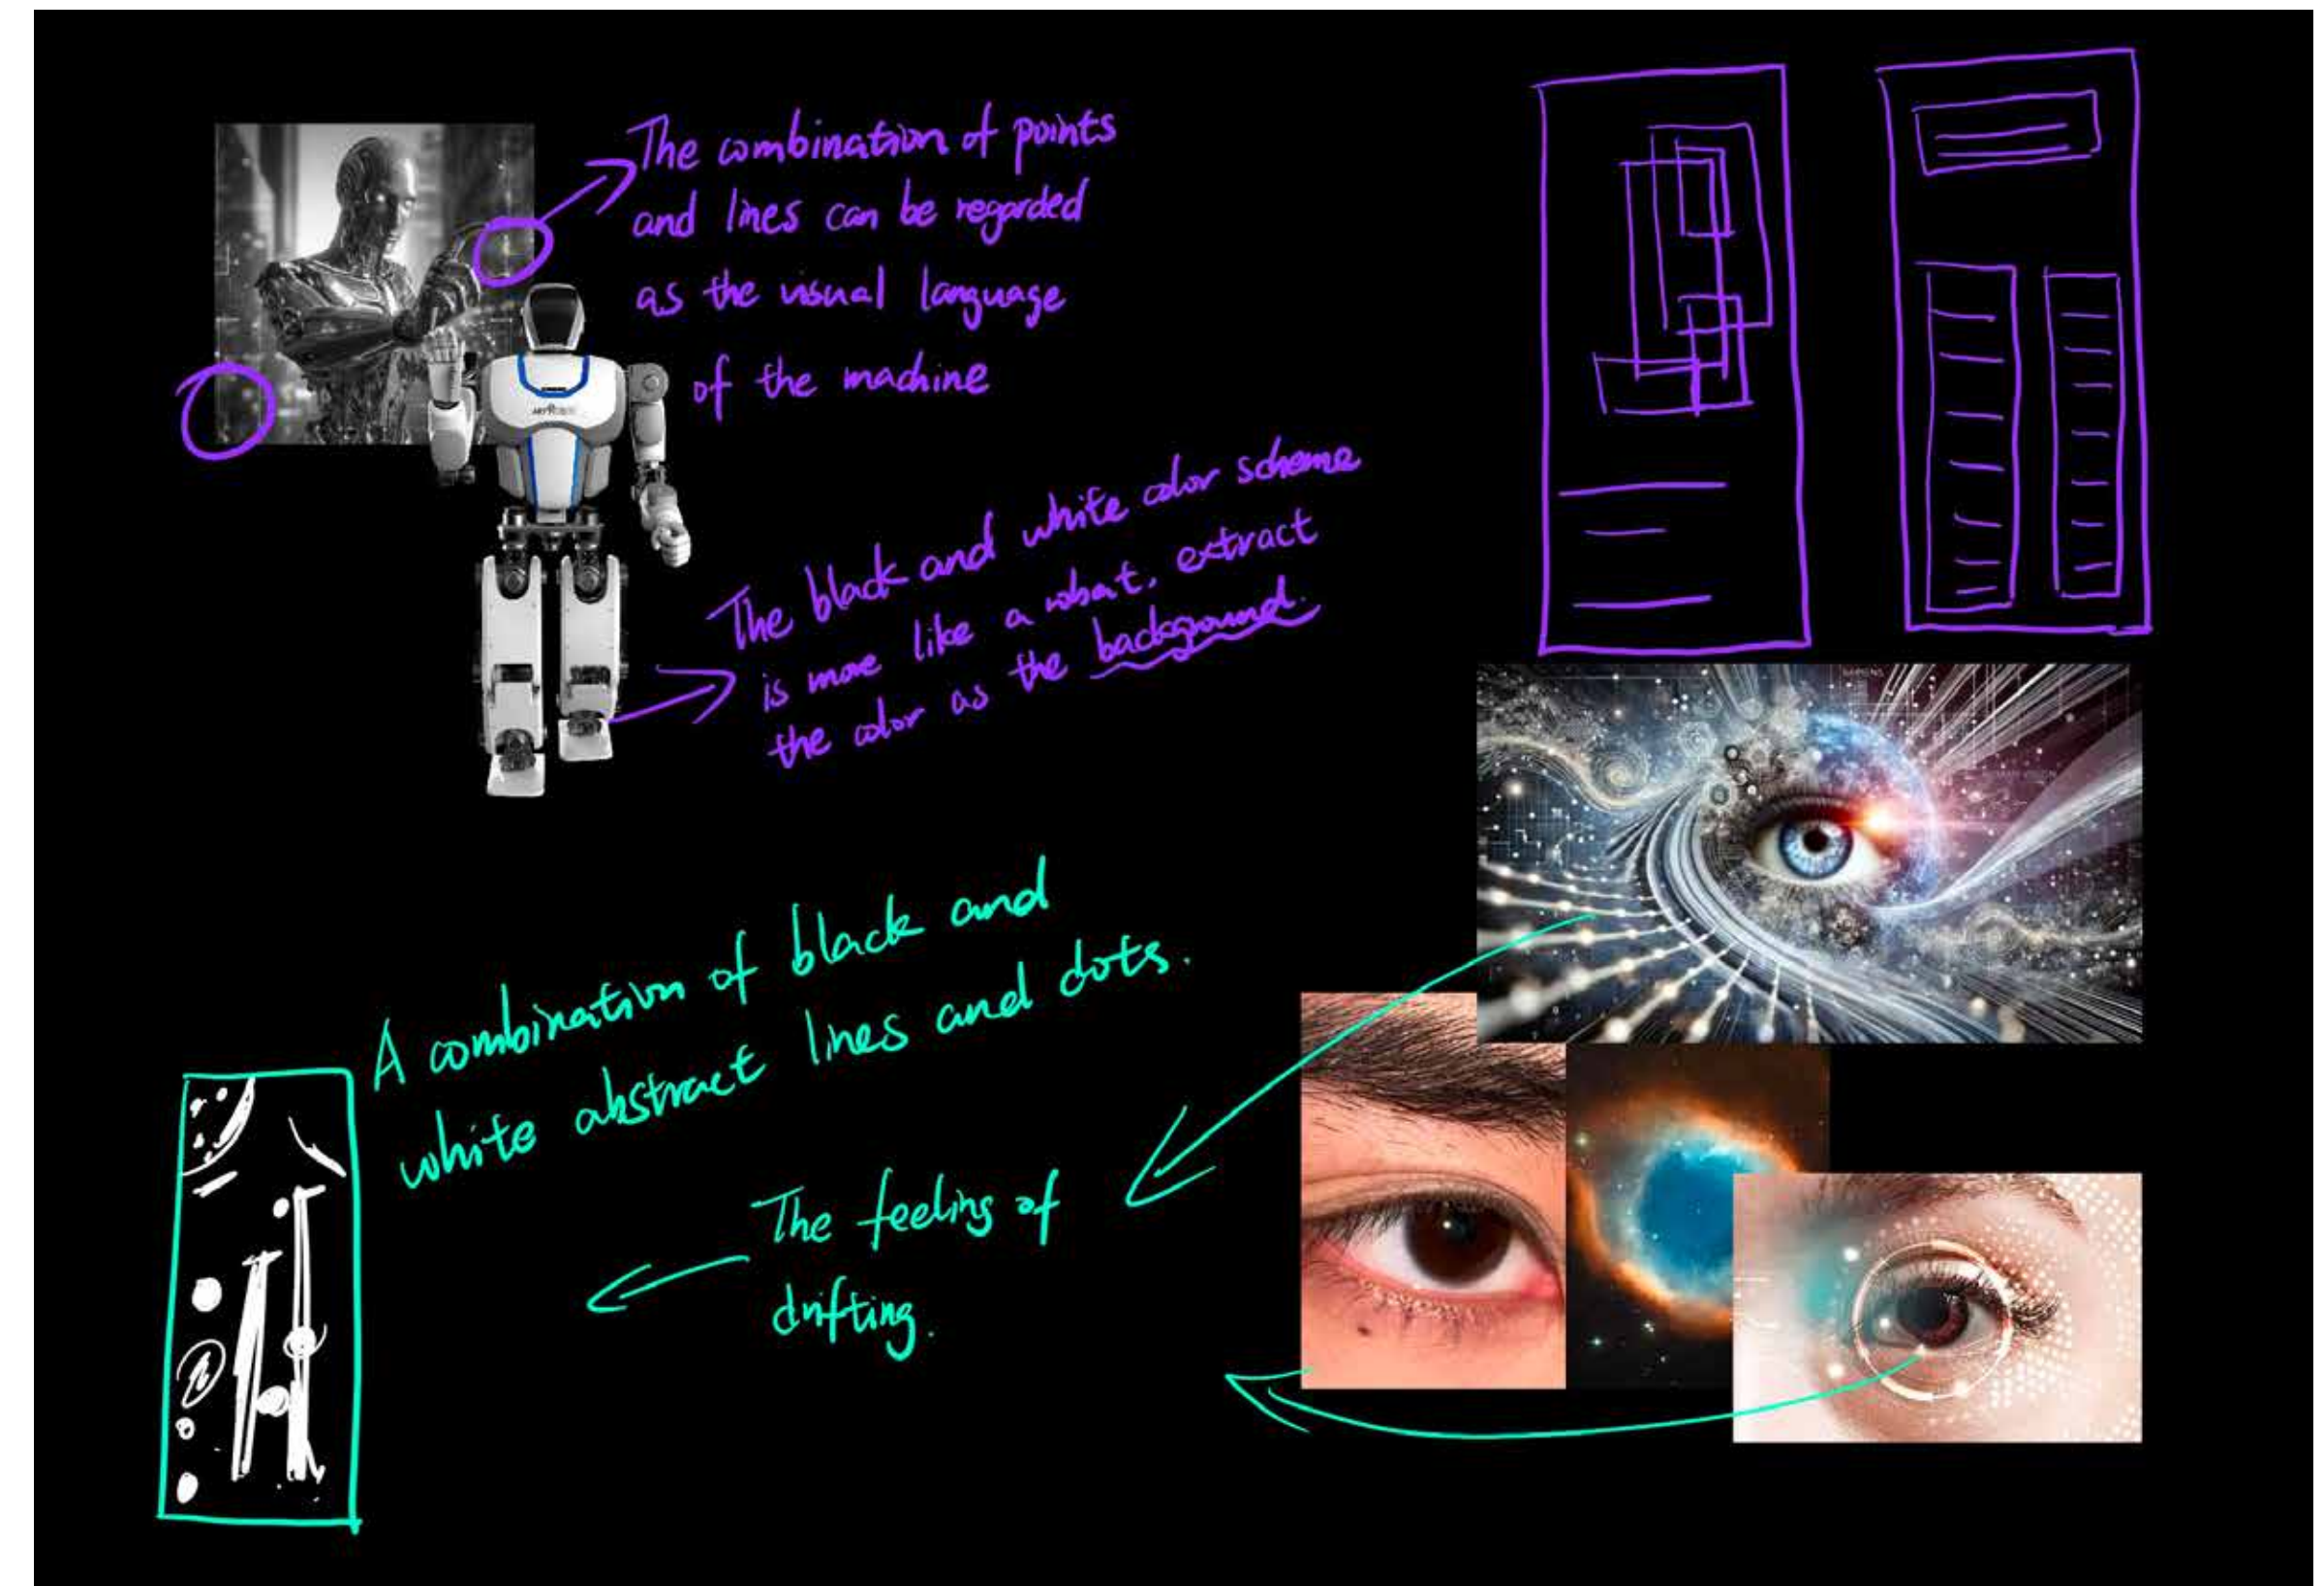 The combination of points
and lines can be regarded
as the visual language
of the machine
The black and white color scheme
is more like a robot. extract
the color as the background.
A combination of black and
white abstract lines and dots.
The feeling of
drifting.